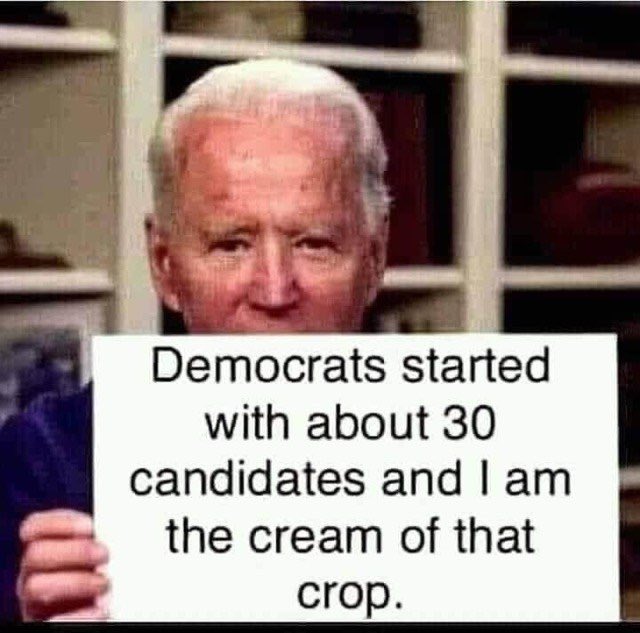 Democrats started
with about 30
candidates and I am
the cream of that
crop.